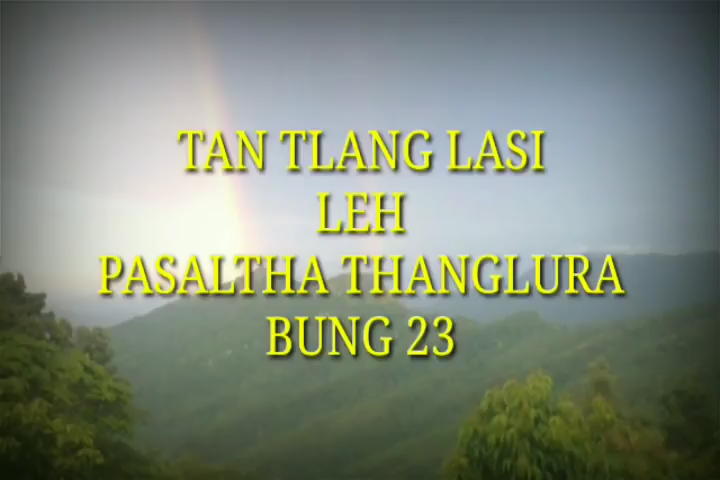 TAN TLANG LASI
LEH
PASALTHA THANGLURA
BUNG 23